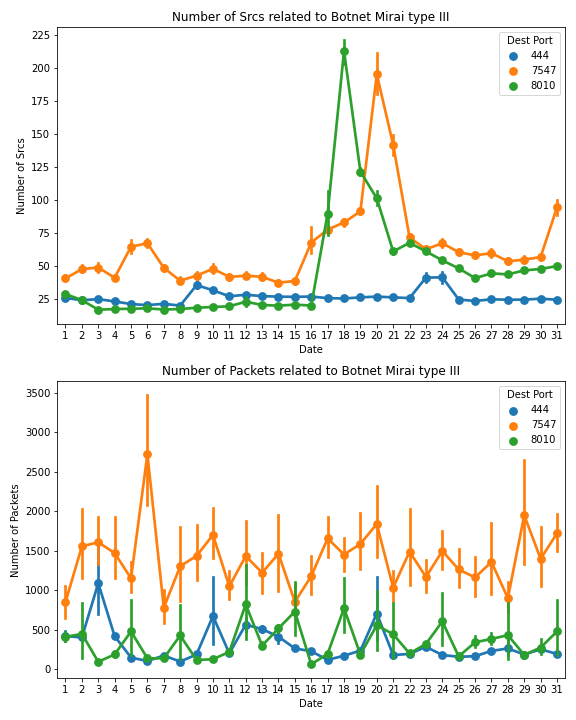 Number of Srcs related to Botnet Mirai type III
Number of Srcs
225
200
175
150
125
100
75
50
25
Dest Port
444
7547
8010
1 2 3 4 5 6 7 8 9 10 11 12 13 14 15 16 17 18 19 20 21 22 23 24 25 26 27 28 29 30 31
Date
Number of Packets related to Botnet Mirai type III
Number of Packets
3500
3000
2500
2000
1500
1000
500
0
Dest Port
444
7547
8010
1 2 3 4 5 6 7 8 9 10 11 12 13 14 15 16 17 18 19 20 21 22 23 24 25 26 27 28 29 30 31
Date